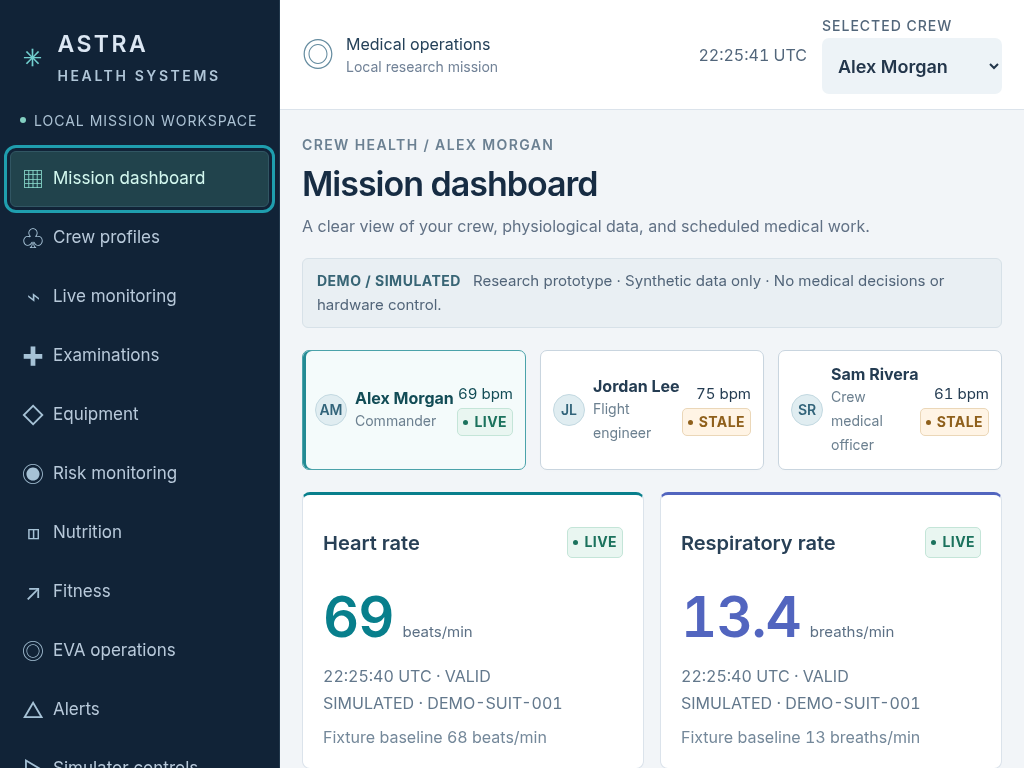 ASTRA
HEALTH SYSTEMS
LOCAL MISSION WORKSPACE
Mission dashboard
Crew profiles
Live monitoring
Examinations
Equipment
Risk monitoring
Nutrition
Fitness
EVA operations
Alerts
Simulator controls
Medical operations
Local research mission
22:25:41 UTC
SELECTED CREW
Alex Morgan
CREW HEALTH / ALEX MORGAN
Mission dashboard
A clear view of your crew, physiological data, and scheduled medical work.
DEMO / SIMULATED Research prototype · Synthetic data only · No medical decisions or
hardware control.
AM
Alex Morgan
Commander
69 bpm
LIVE
JL
Jordan Lee
Flight
engineer
75 bpm
STALE
SR
Sam Rivera
Crew
medical
officer
61 bpm
STALE
Heart rate
LIVE
69 beats/min
22:25:40 UTC · VALID
SIMULATED · DEMO-SUIT-001
Fixture baseline 68 beats/min
Respiratory rate
LIVE
13.4 breaths/min
22:25:40 UTC · VALID
SIMULATED · DEMO-SUIT-001
Fixture baseline 13 breaths/min